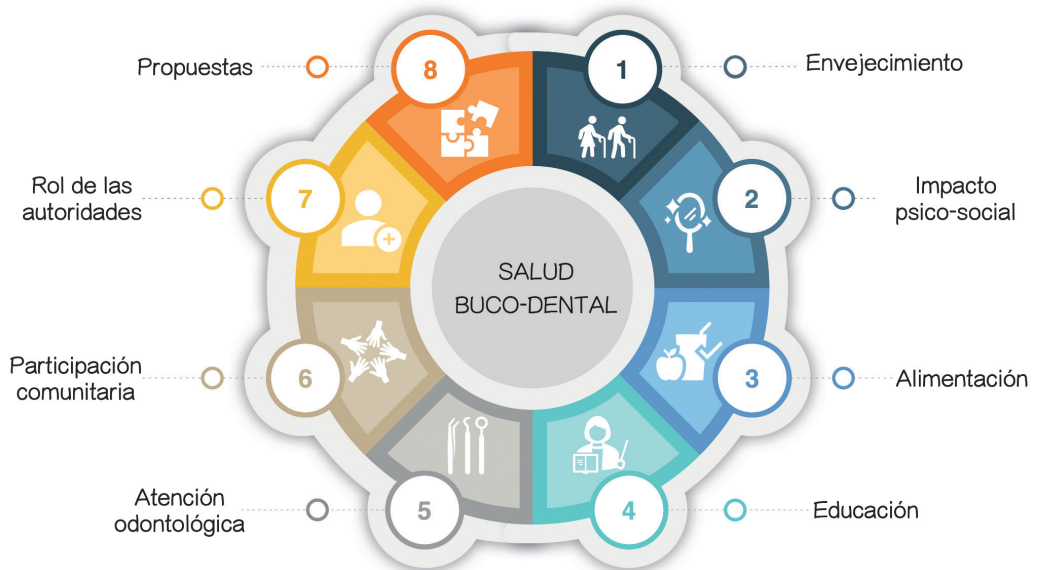 SALUD
BUCO-DENTAL
1
Envejecimiento
2
Impacto
psico-social
3
Alimentación
4
Educación
5
Atención
odontológica
6
Participación
comunitaria
7
Rol de las
autoridades
8
Propuestas